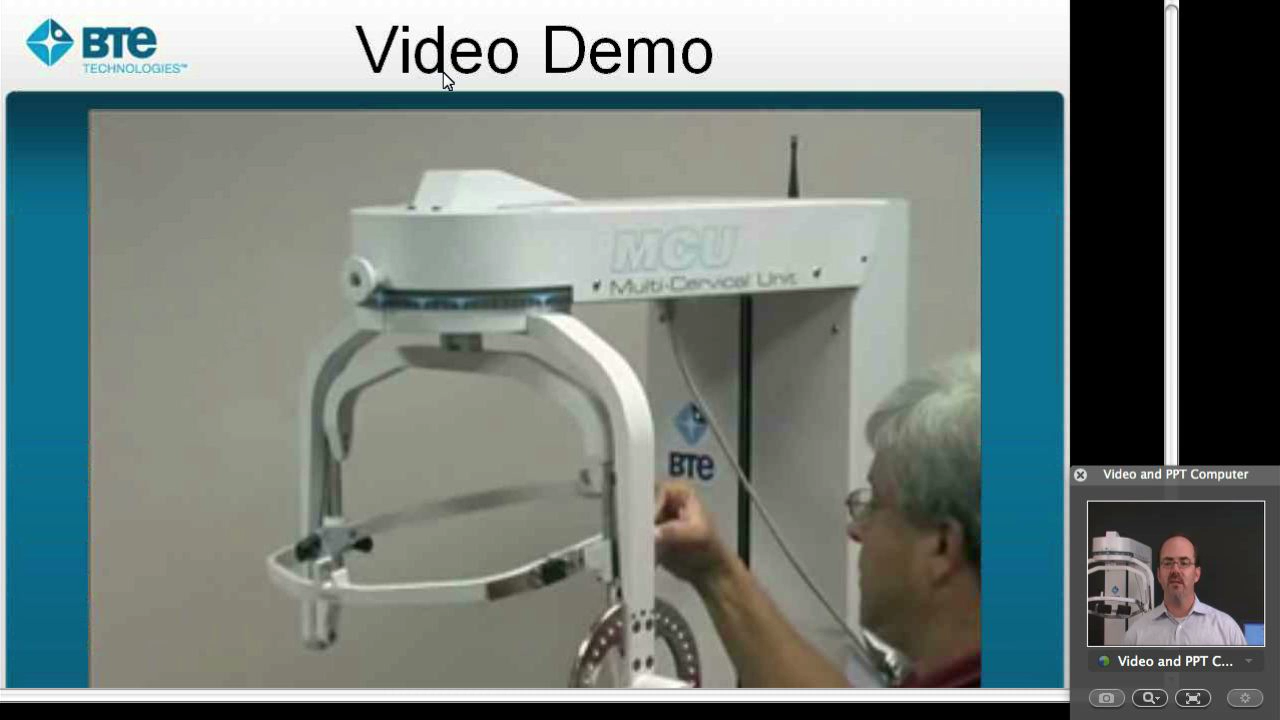 BTE
TECHNOLOGIES™
Video Demo
MCU
Multi-Cervical Unit
BTE
Video and PPT Computer
Video and PPT C...